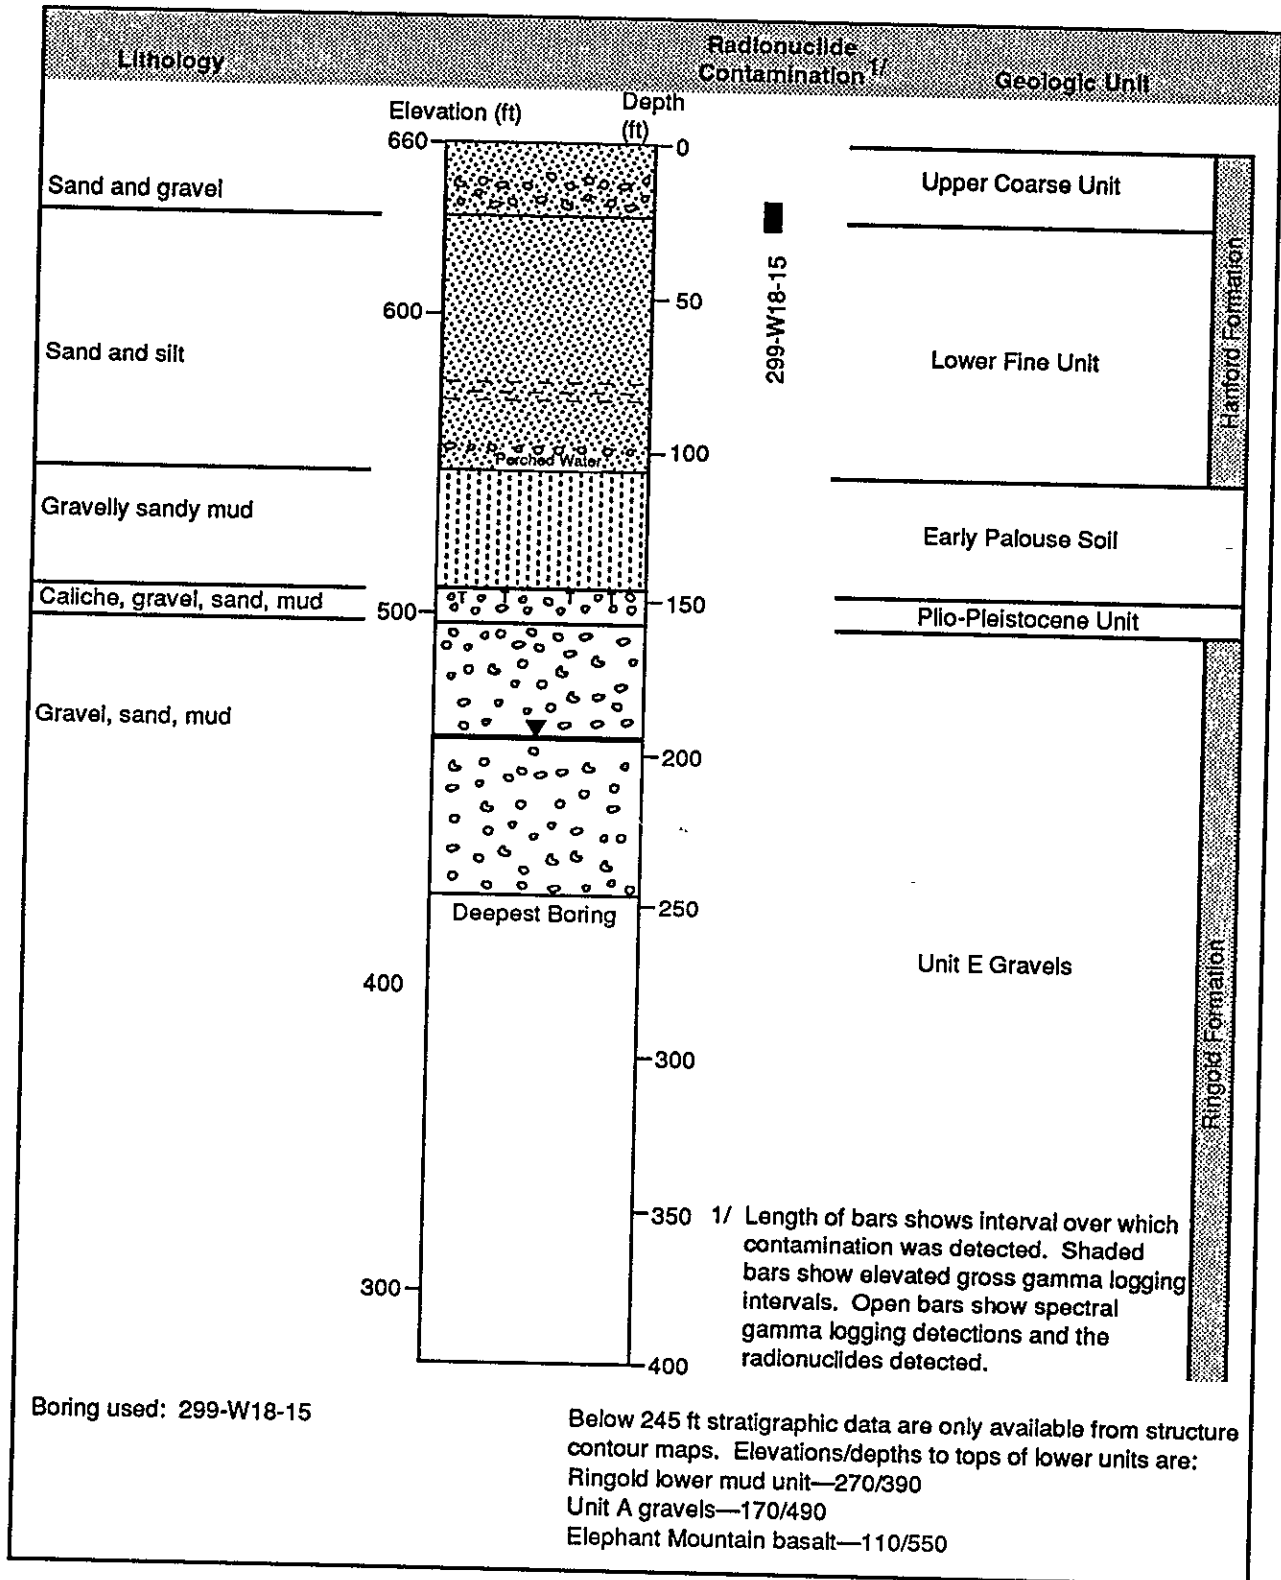 Lithology
Radionuclide
Contamination 1/
Geologic Unit
Elevation (ft)
Depth
(ft)
660
0
Sand and gravel
Upper Coarse Unit
299-W18-15
Hanford Formation
600
50
Sand and silt
Lower Fine Unit
100
Perched Water
Gravelly sandy mud
Early Palouse Soil
Caliche, gravel, sand, mud
500
150
Plio-Pleistocene Unit
Gravel, sand, mud
200
250
Deepest Boring
Unit E Gravels
400
Ringold Formation
300
350
1/ Length of bars shows interval over which
contamination was detected. Shaded
bars show elevated gross gamma logging
intervals. Open bars show spectral
gamma logging detections and the
radionuclides detected.
300
400
Boring used: 299-W18-15
Below 245 ft stratigraphic data are only available from structure
contour maps. Elevations/depths to tops of lower units are:
Ringold lower mud unit—270/390
Unit A gravels—170/490
Elephant Mountain basalt—110/550